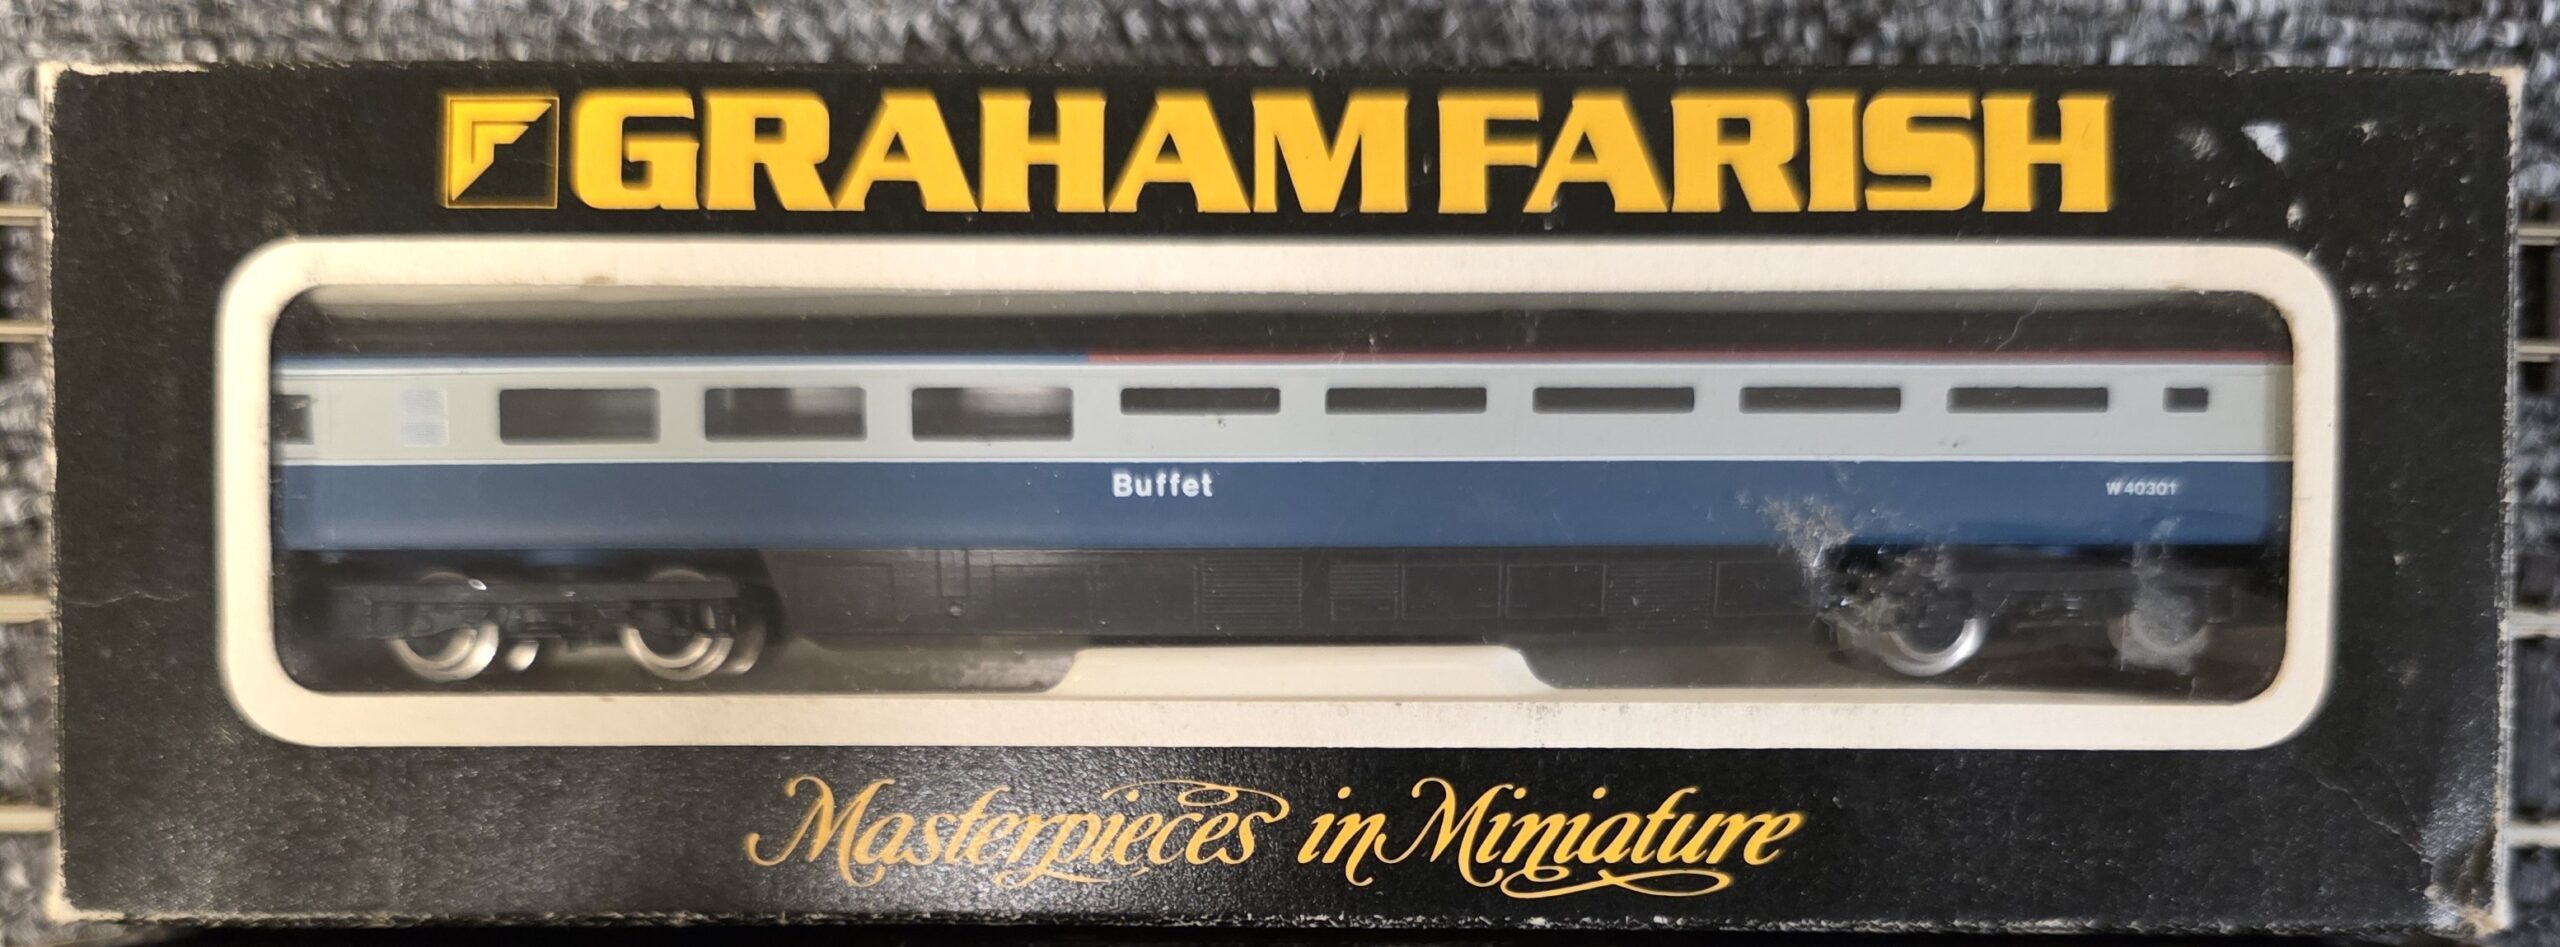 GRAHAM FARISH
Buffet
W 40301
Masterpieces in Miniature